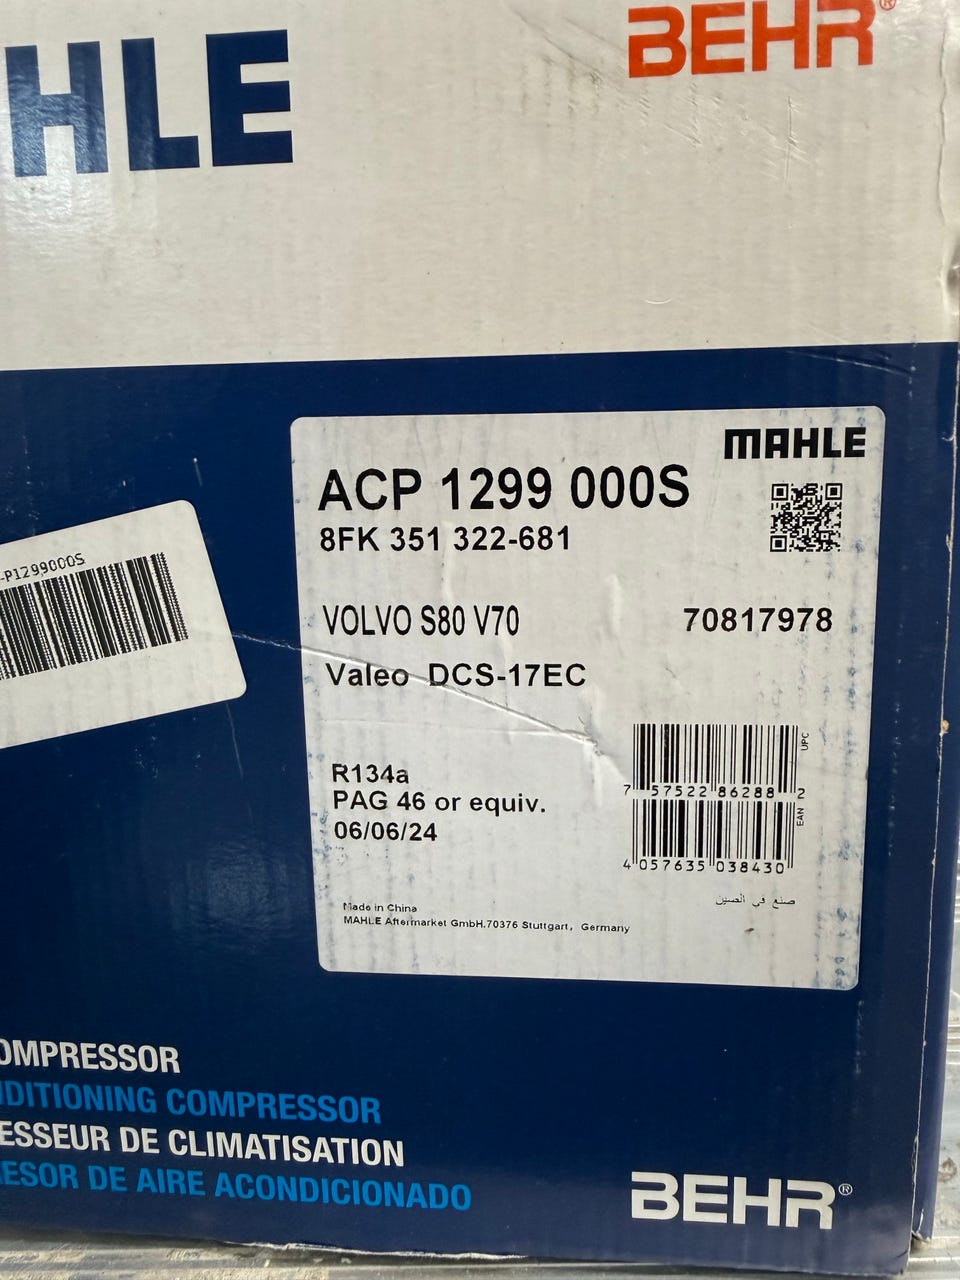 HLE
BEHR®
MAHLE
ACP 1299 000S
8FK 351 322-681
-P1299000S
VOLVO S80 V70
70817978
Valeo DCS-17EC
UPC
R134a
7 57522 86288 2
PAG 46 or equiv.
EAN
06/06/24
4 057635 038430
صنع في الصين
Made in China
MAHLE Aftermarket GmbH.70376 Stuttgart, Germany
OMPRESSOR
DITIONING COMPRESSOR
ESSEUR DE CLIMATISATION
ESOR DE AIRE ACONDICIONADO
BEHR®